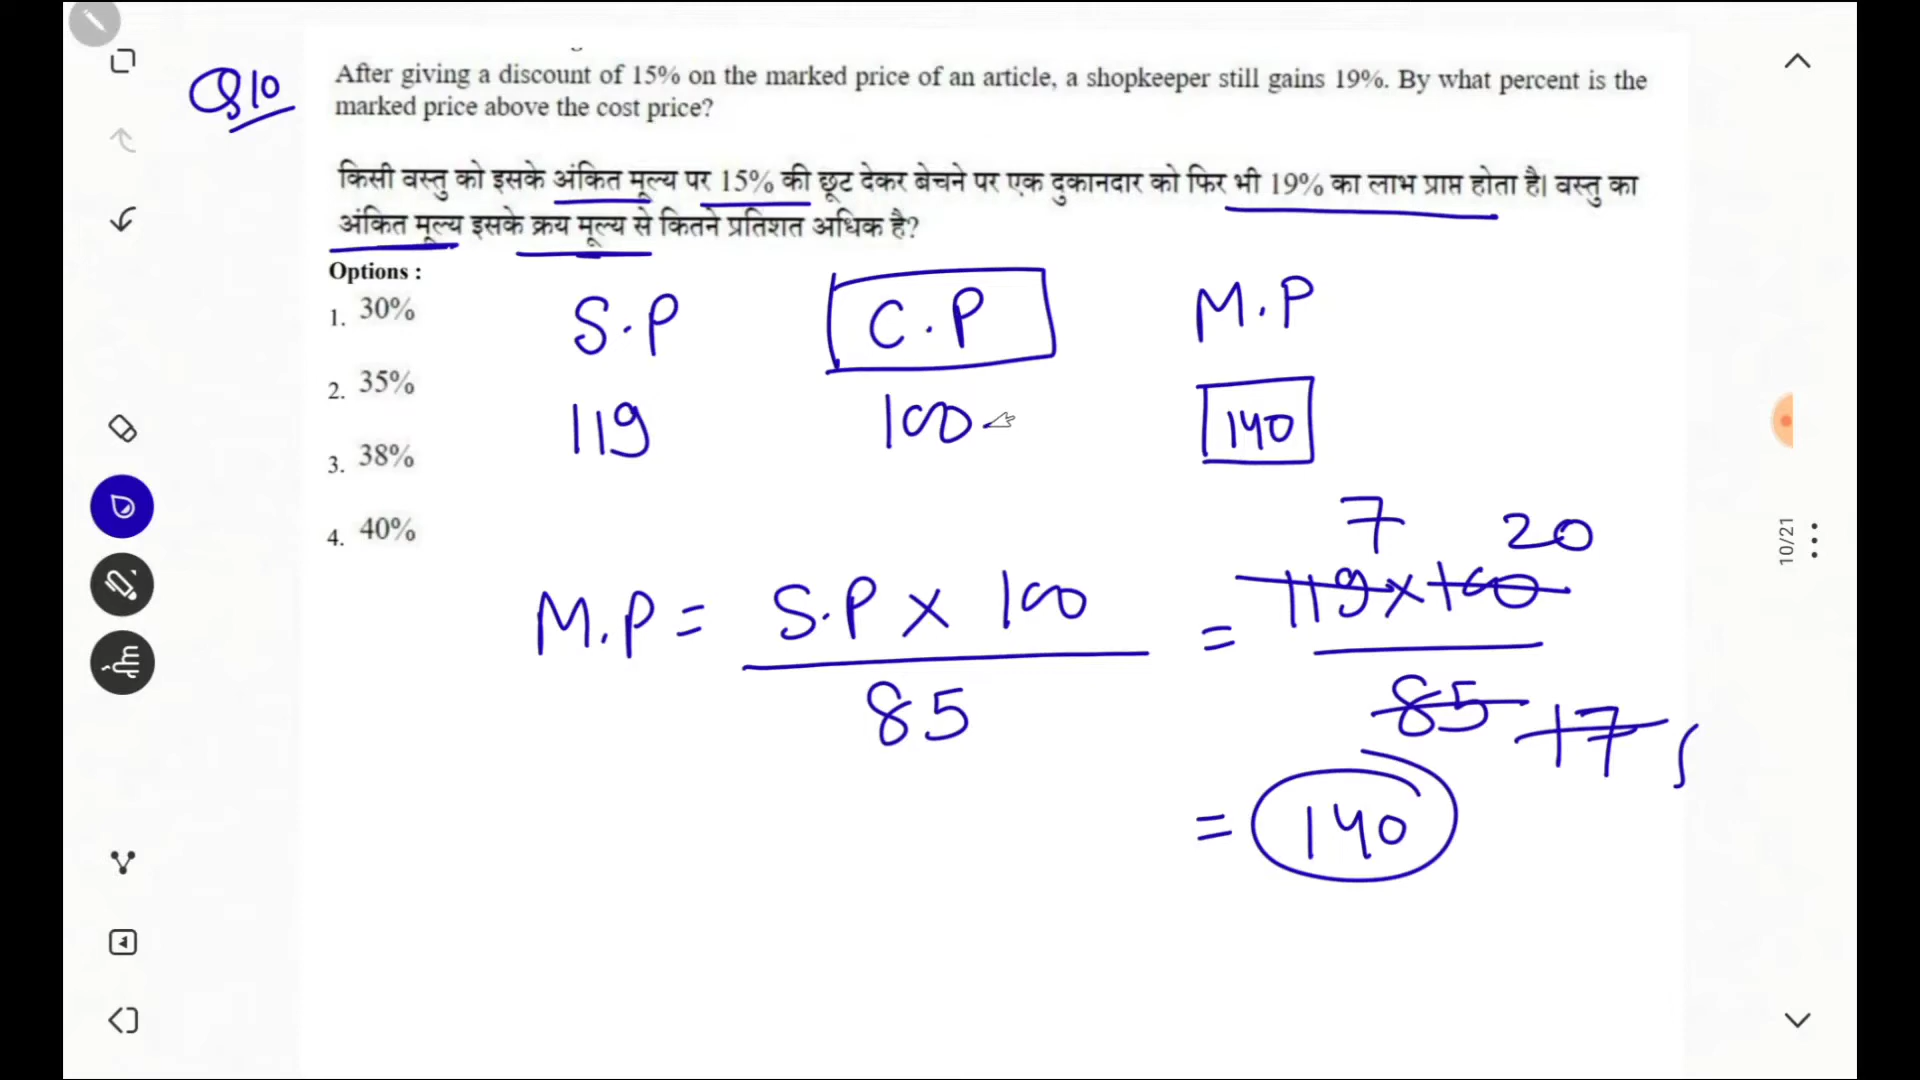 Q10
After giving a discount of 15% on the marked price of an article, a shopkeeper still gains 19%. By what percent is the
marked price above the cost price?
किसी वस्तु को इसके अंकित मूल्य पर 15% की छूट देकर बेचने पर एक दुकानदार को फिर भी 19% का लाभ प्राप्त होता है। वस्तु का
अंकित मूल्य इसके क्रय मूल्य से कितने प्रतिशत अधिक है?
Options :
1. 30%
2. 35%
3. 38%
4. 40%
S.P C.P M.P
119 100 140
7 20
M.P = S.P x 100 = 119 x 100
85 85 17
= 140
10/21